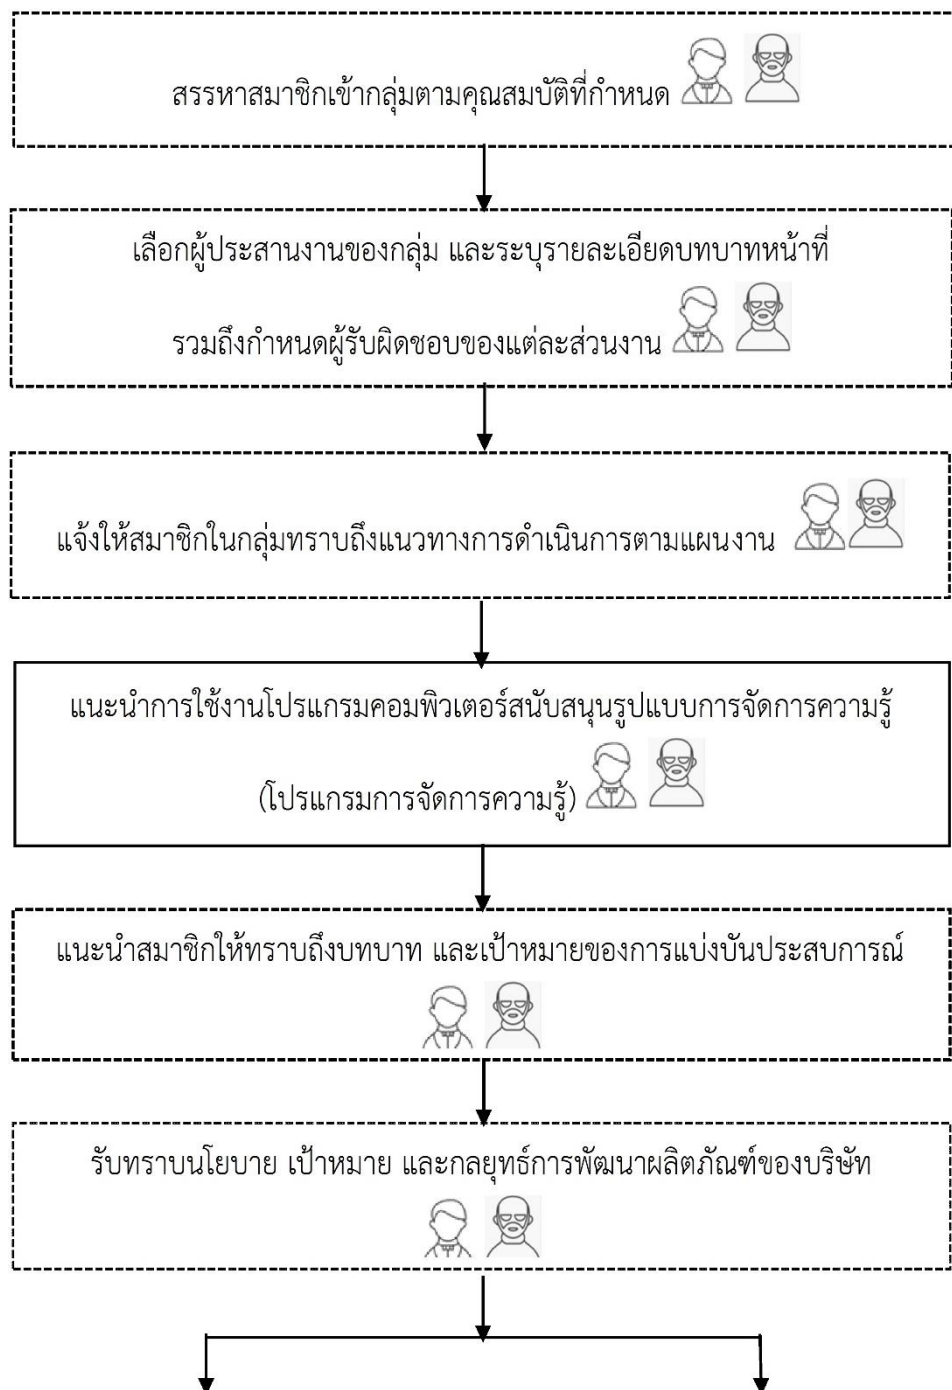 สรรหาสมาชิกเข้ากลุ่มตามคุณสมบัติที่กำหนด
เลือกผู้ประสานงานของกลุ่ม และระบุรายละเอียดบทบาทหน้าที่
รวมถึงกำหนดผู้รับผิดชอบของแต่ละส่วนงาน
แจ้งให้สมาชิกในกลุ่มทราบถึงแนวทางการดำเนินการตามแผนงาน
แนะนำการใช้งานโปรแกรมคอมพิวเตอร์สนับสนุนรูปแบบการจัดการความรู้
(โปรแกรมการจัดการความรู้)
แนะนำสมาชิกให้ทราบถึงบทบาท และเป้าหมายของการแบ่งบันประสบการณ์
รับทราบนโยบาย เป้าหมาย และกลยุทธ์การพัฒนาผลิตภัณฑ์ของบริษัท